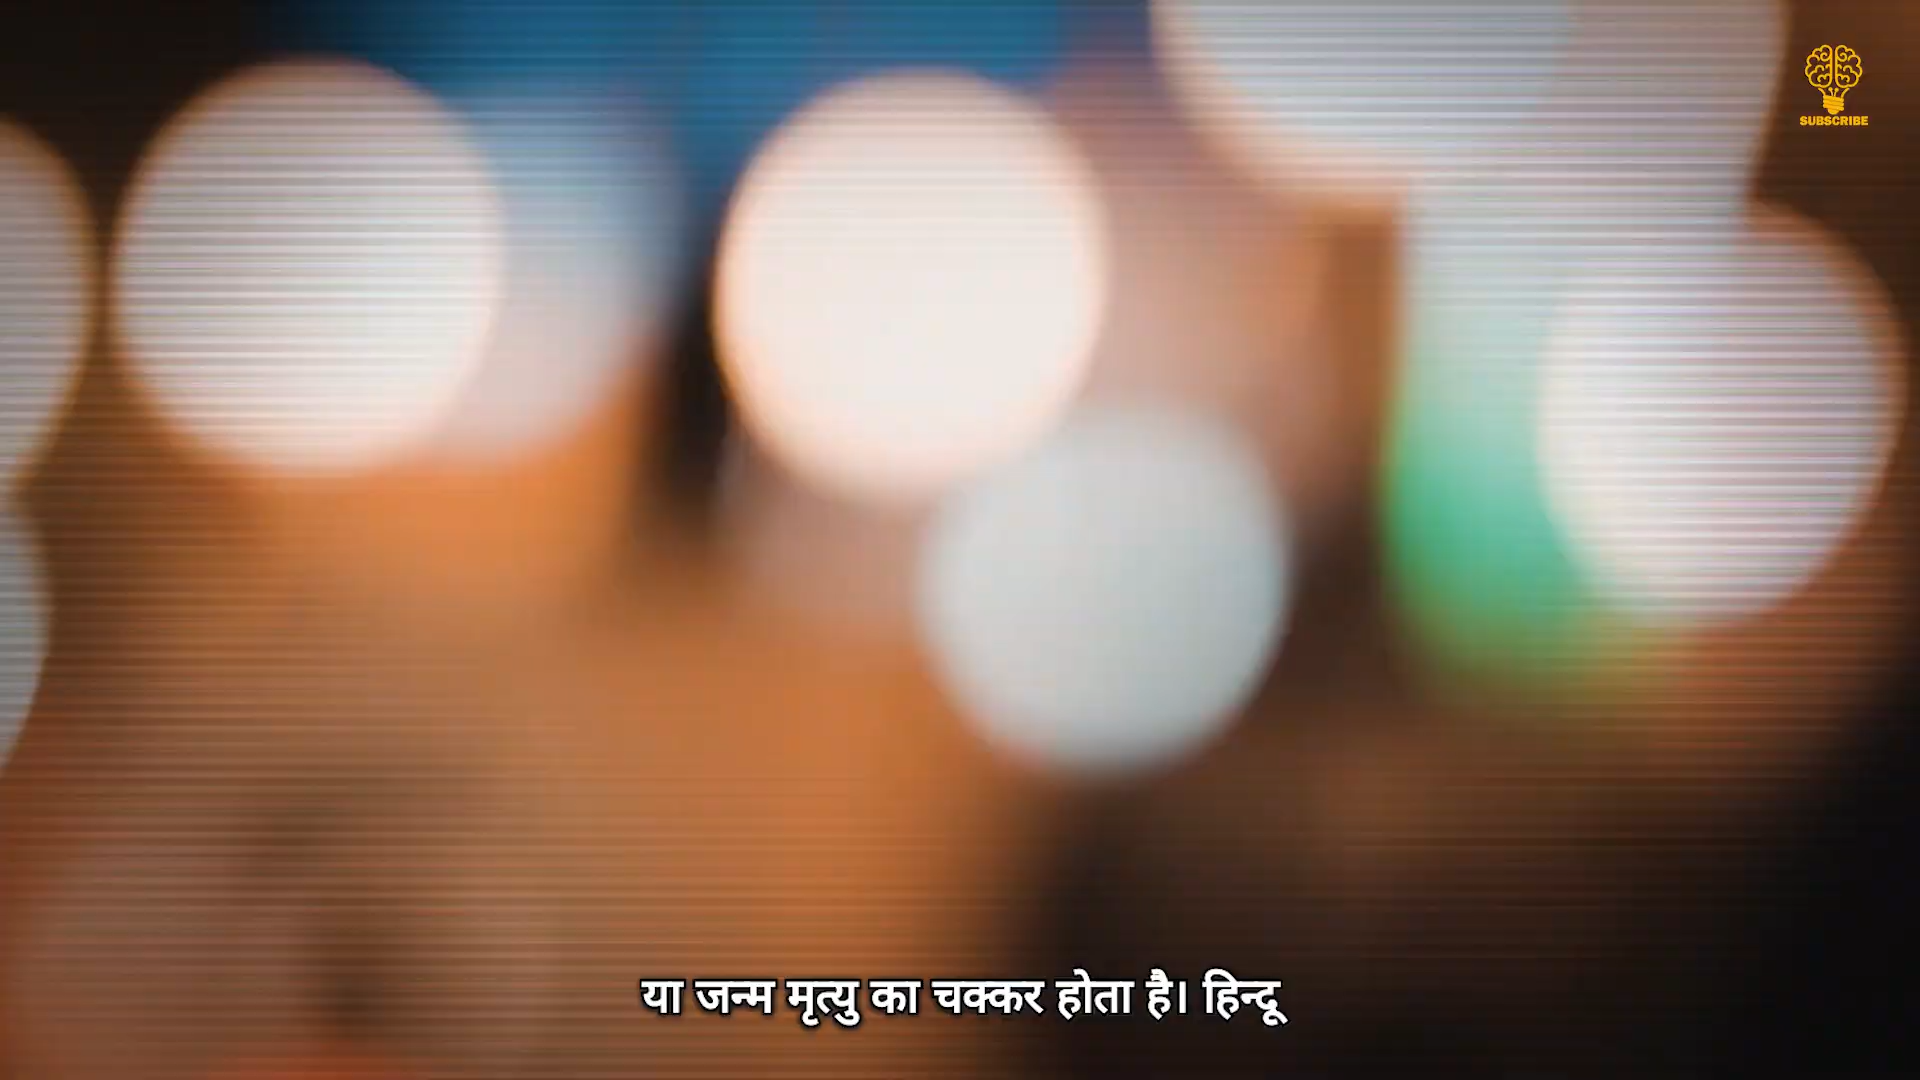 SUBSCRIBE
या जन्म मृत्यु का चक्कर होता है। हिन्दू